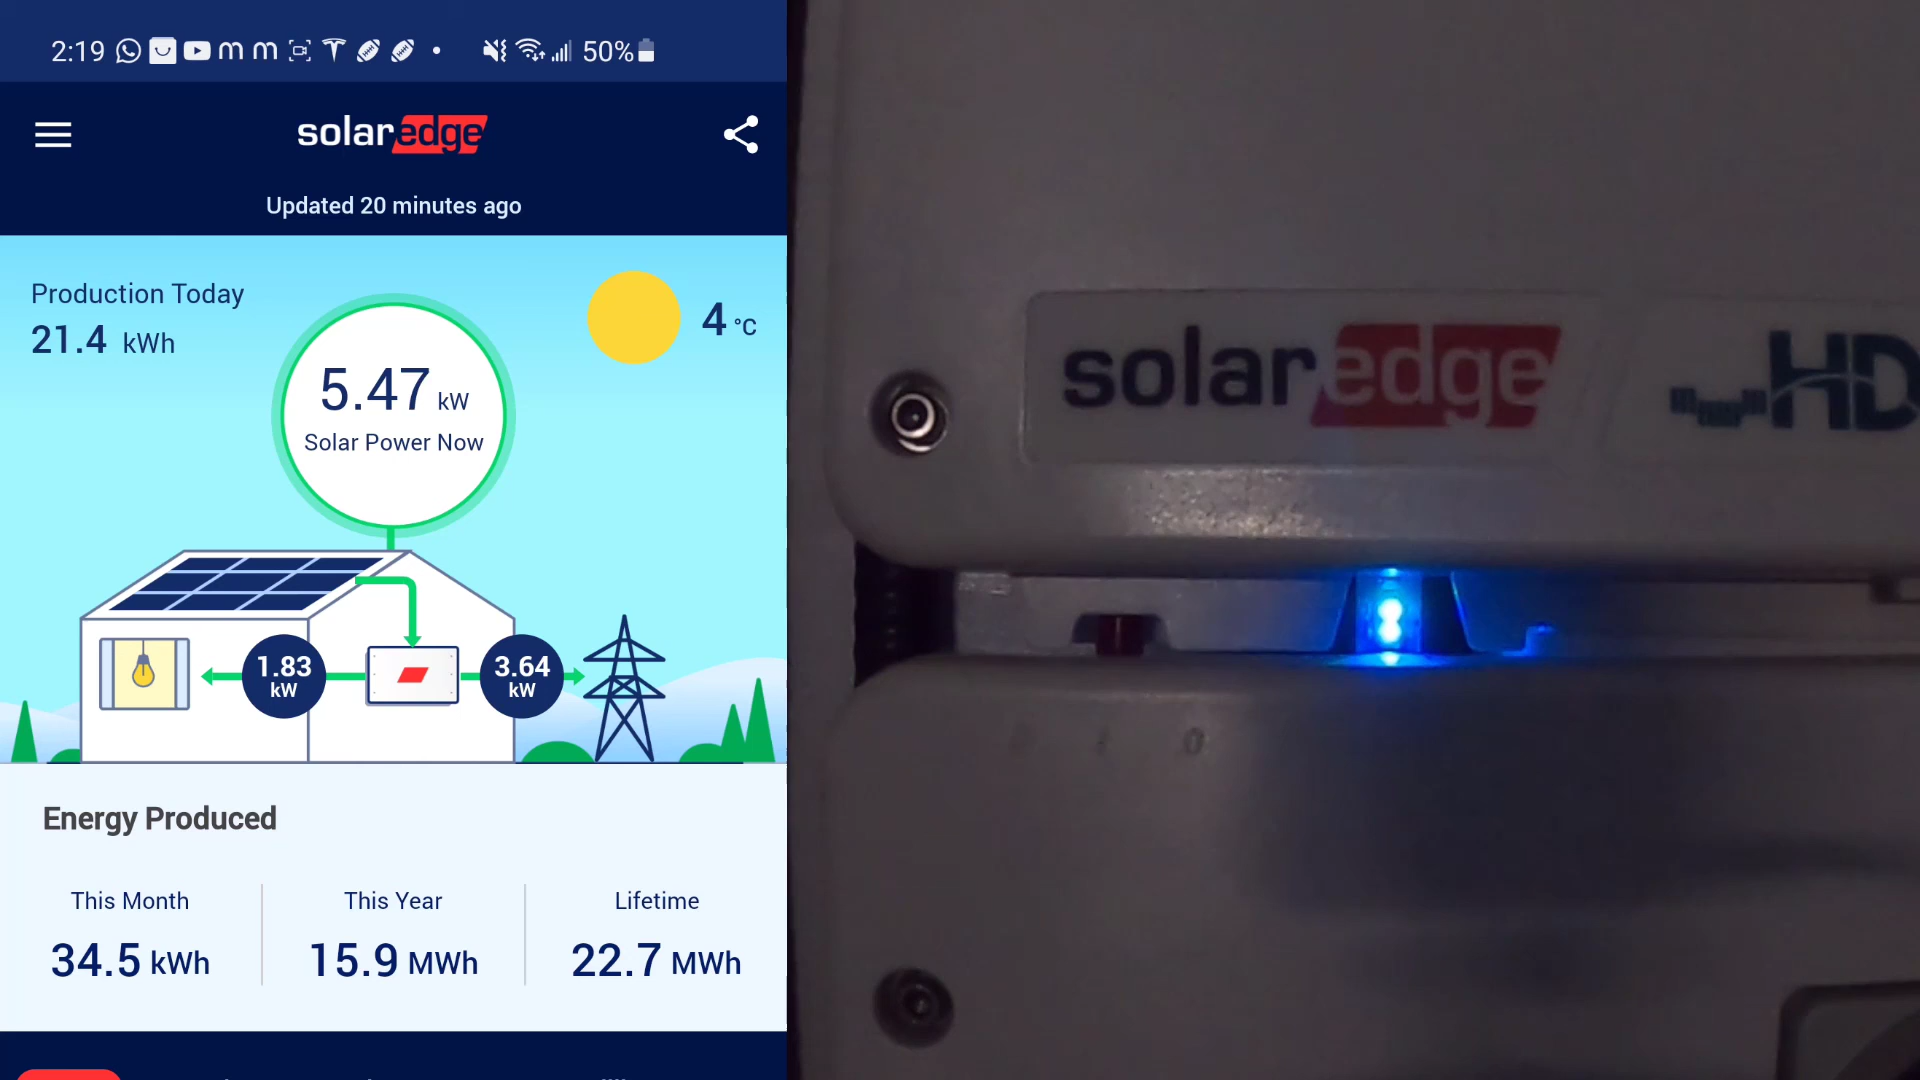 2:19 50%
solaredge
Updated 20 minutes ago
Production Today
21.4 kWh
4 °C
5.47 kW
Solar Power Now
1.83 kW
3.64 kW
Energy Produced
This Month
34.5 kWh
This Year
15.9 MWh
Lifetime
22.7 MWh
solaredge
HD